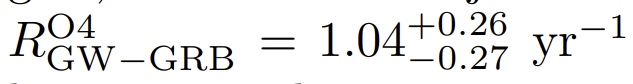 R^{O4}_{GW−GRB} = 1.04^{+0.26}_{−0.27} yr^{−1}